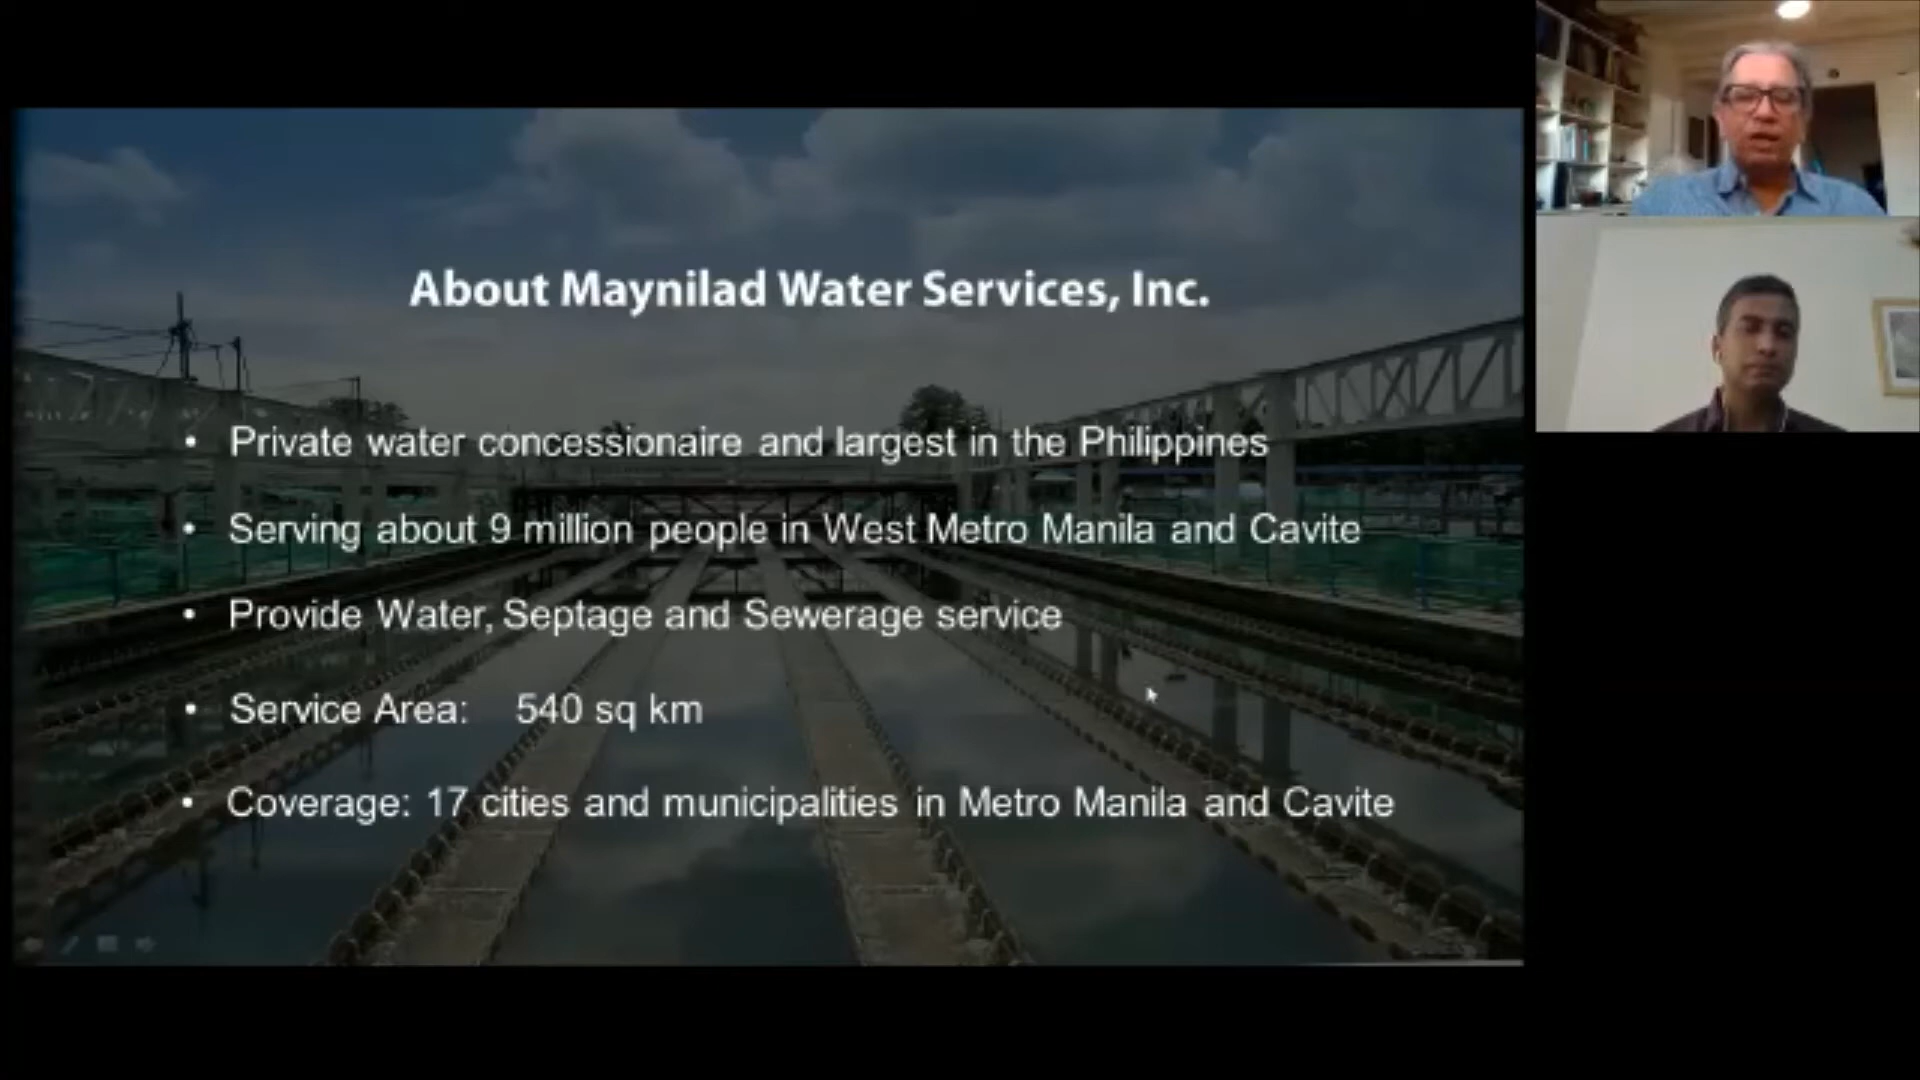 About Maynilad Water Services, Inc.
• Private water concessionaire and largest in the Philippines
• Serving about 9 million people in West Metro Manila and Cavite
• Provide Water, Septage and Sewerage service
• Service Area: 540 sq km
• Coverage: 17 cities and municipalities in Metro Manila and Cavite